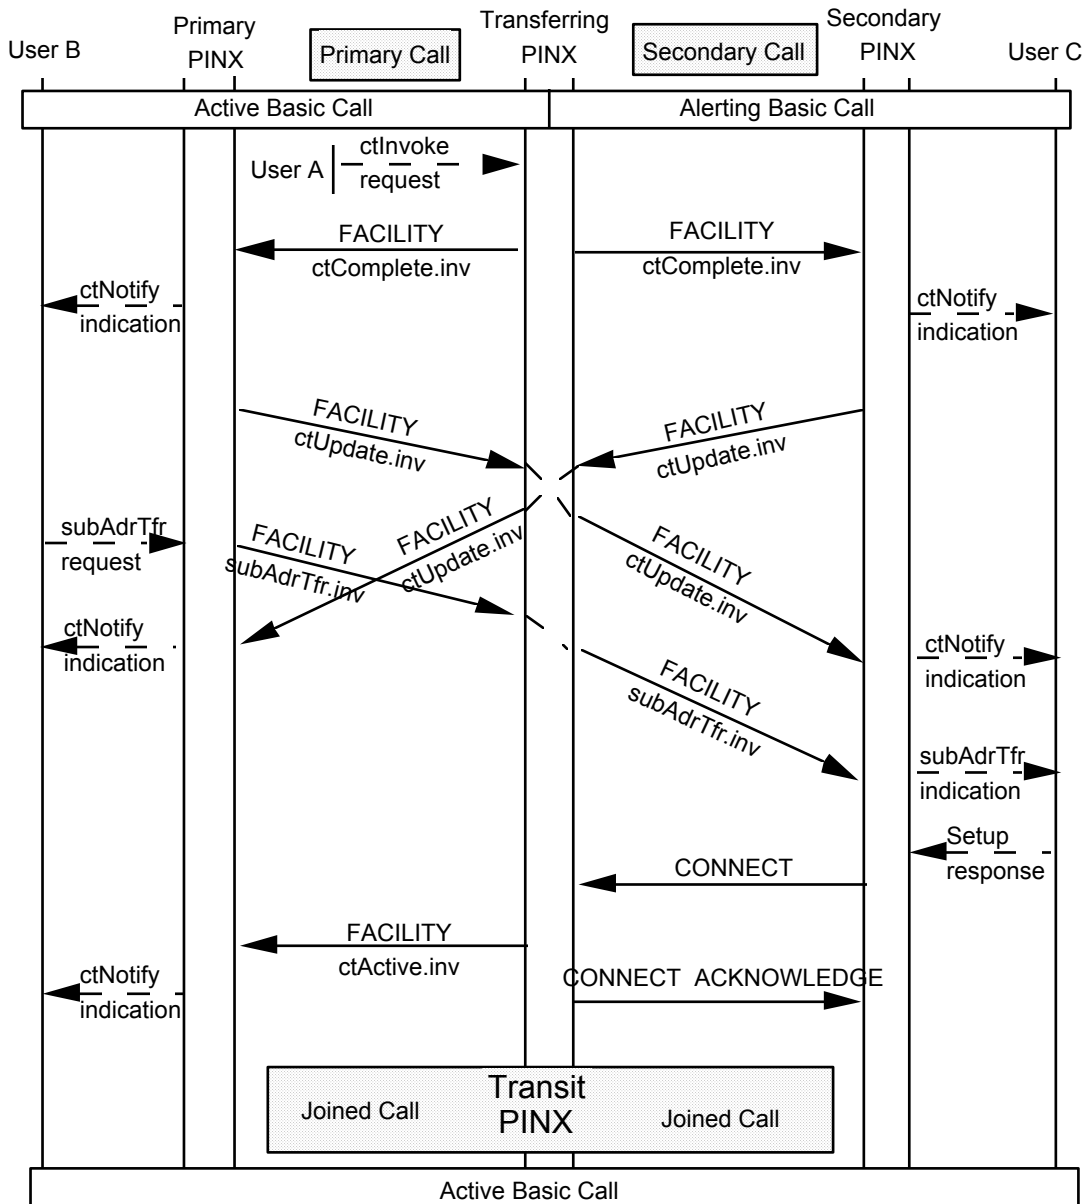 User B
Primary
PINX
Primary Call
Transferring
PINX
Secondary Call
Secondary
PINX
User C
Active Basic Call
Alerting Basic Call
User A
ctInvoke
request
FACILITY
ctComplete.inv
FACILITY
ctComplete.inv
ctNotify
indication
ctNotify
indication
FACILITY
ctUpdate.inv
FACILITY
ctUpdate.inv
subAdrTfr
request
FACILITY
subAdrTfr.inv
FACILITY
ctUpdate.inv
FACILITY
ctUpdate.inv
ctNotify
indication
ctNotify
indication
FACILITY
subAdrTfr.inv
subAdrTfr
indication
Setup
response
CONNECT
FACILITY
ctActive.inv
ctNotify
indication
CONNECT ACKNOWLEDGE
Transit
PINX
Joined Call
Joined Call
Active Basic Call